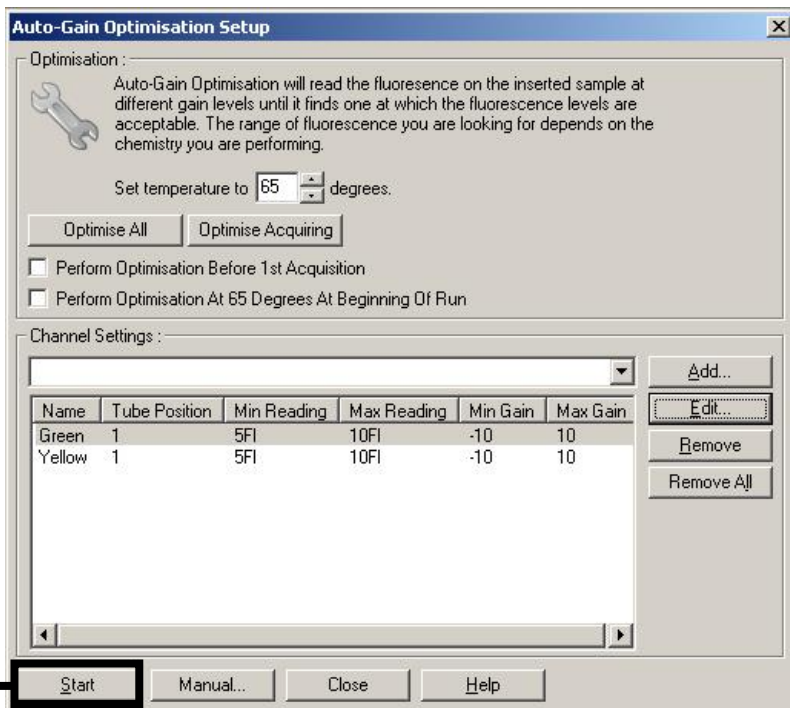 Auto-Gain Optimisation Setup
Optimisation :
Auto-Gain Optimisation will read the fluoresence on the inserted sample at
different gain levels until it finds one at which the fluorescence levels are
acceptable. The range of fluorescence you are looking for depends on the
chemistry you are performing.
Set temperature to 65 degrees.
Optimise All Optimise Acquiring
Perform Optimisation Before 1st Acquisition
Perform Optimisation At 65 Degrees At Beginning Of Run
Channel Settings :
Add...
Name Tube Position Min Reading Max Reading Min Gain Max Gain Edit...
Green 1 5Fl 10Fl -10 10
Remove
Yellow 1 5Fl 10Fl -10 10
Remove All
Start Manual... Close Help